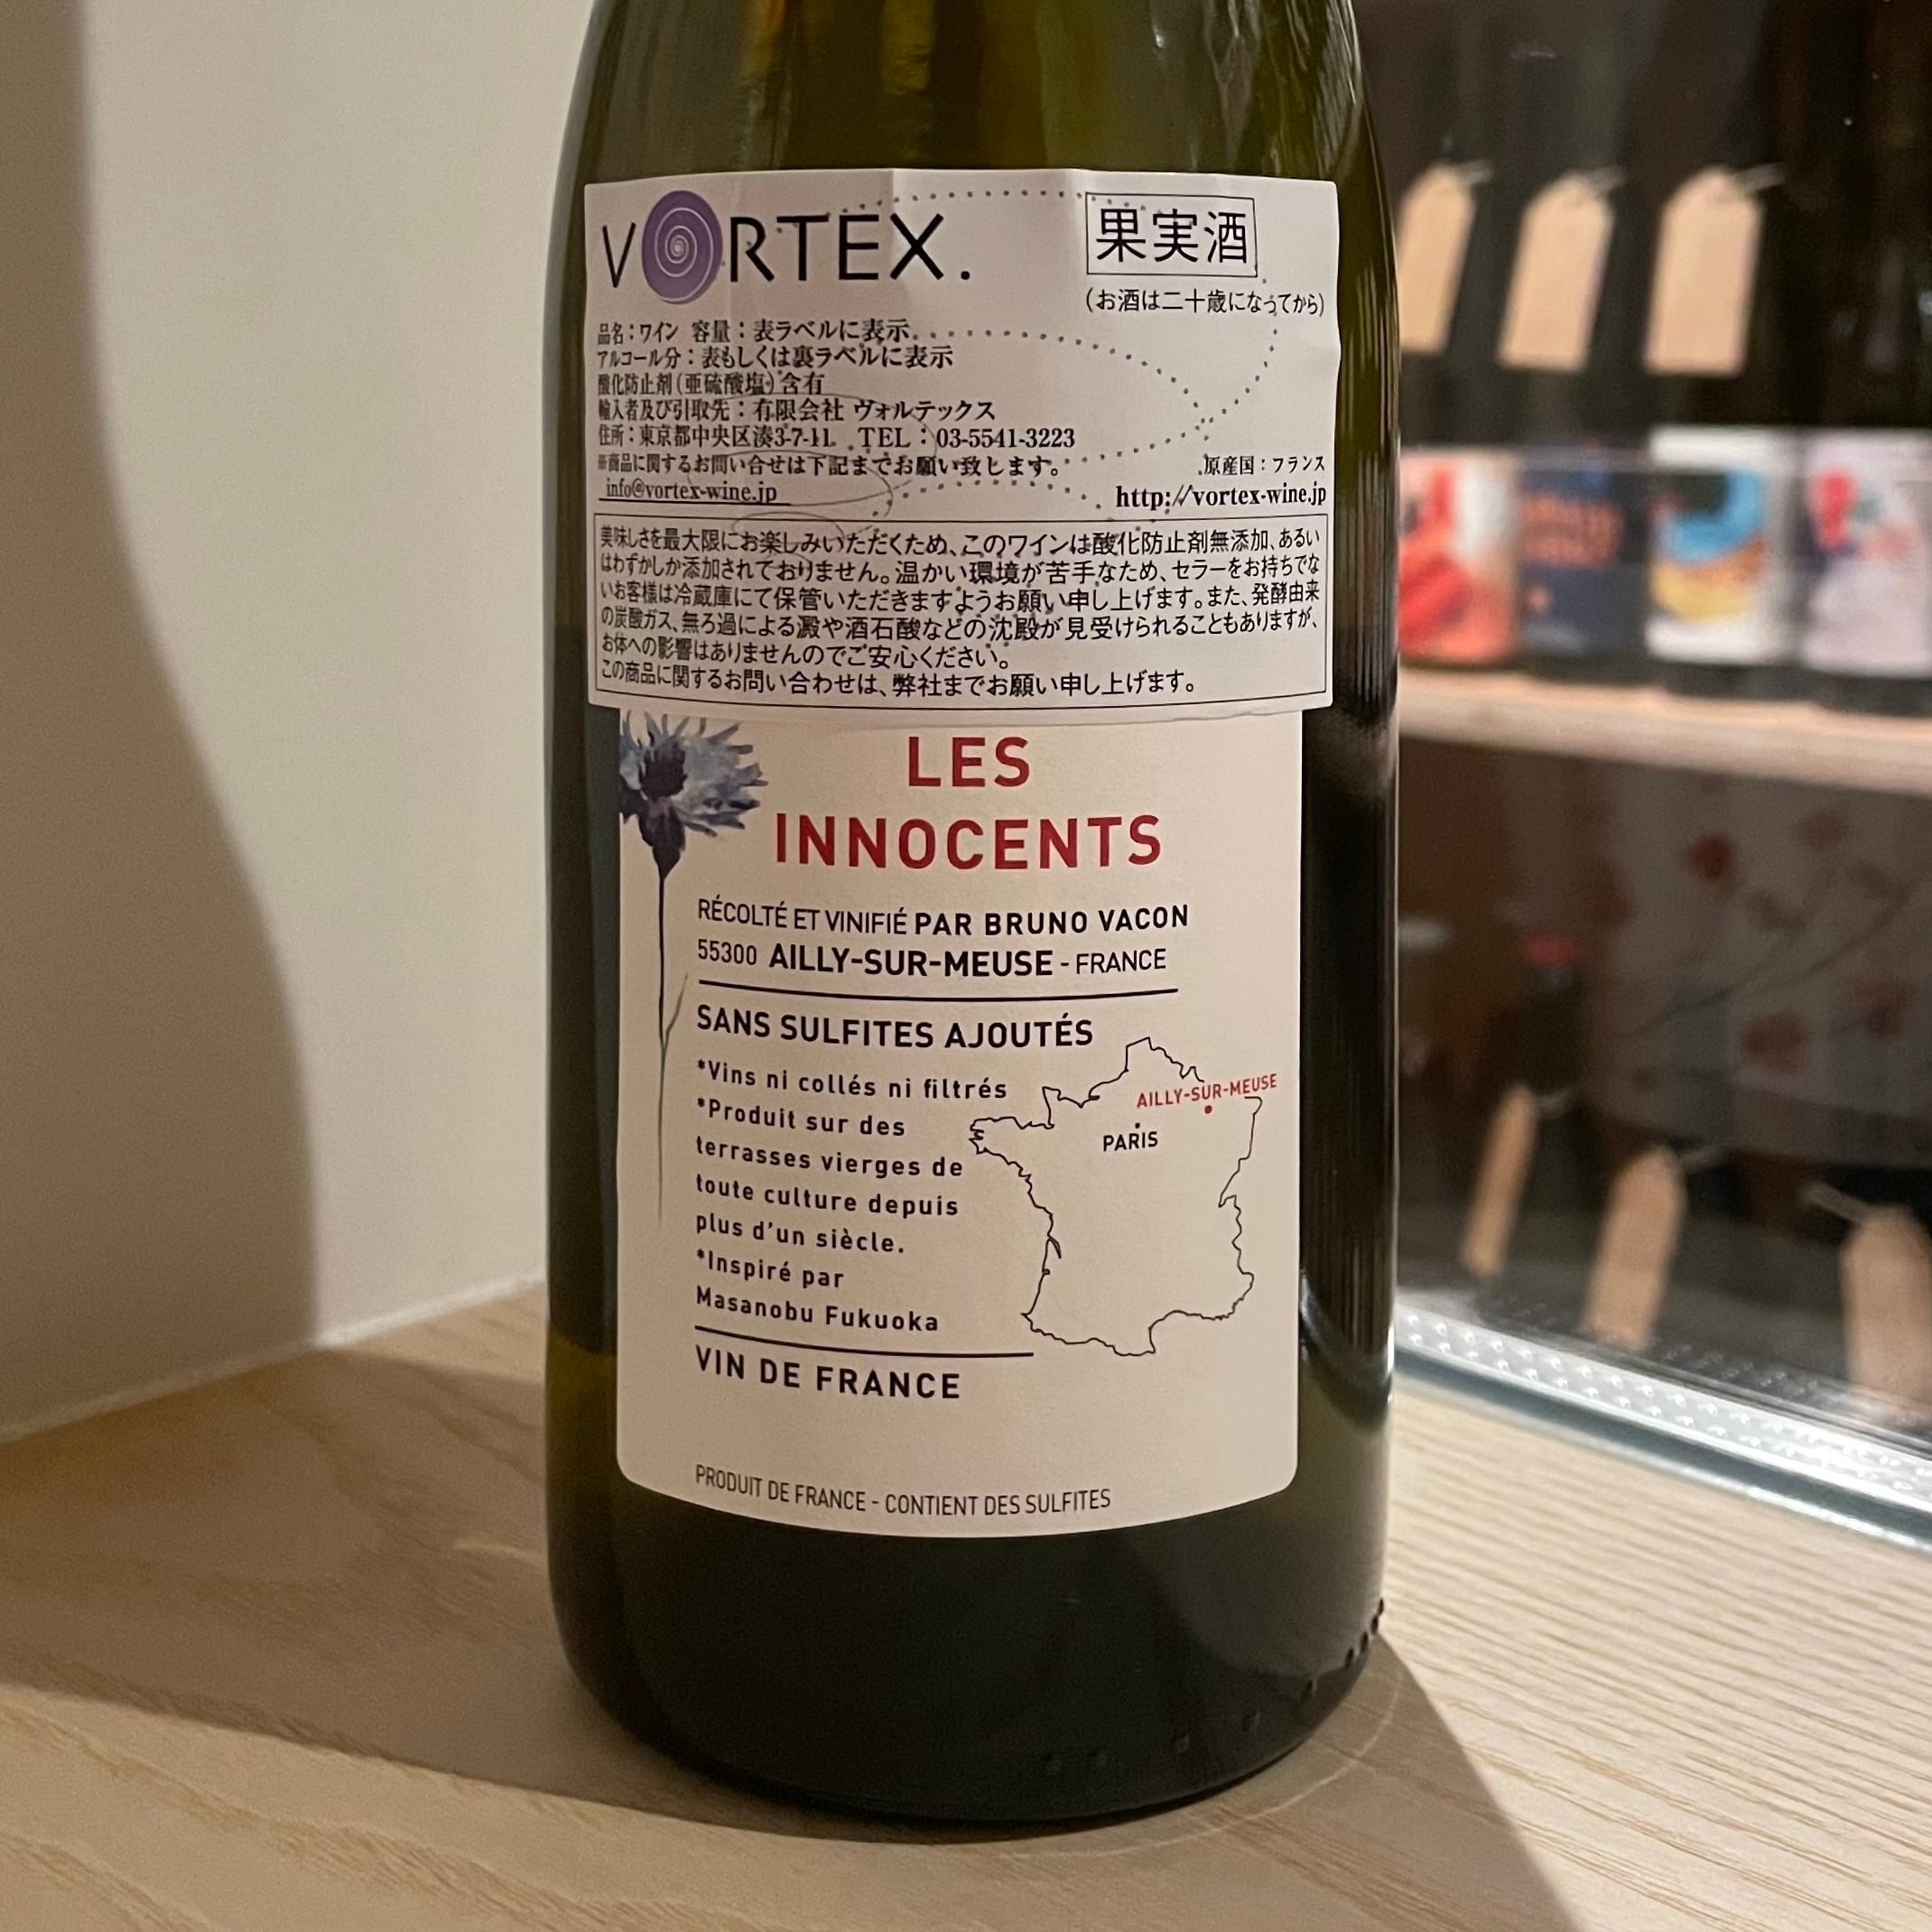 VORTEX.
果実酒
(お酒は二十歳になってから)
品名：ワイン 容量：表ラベルに表示
アルコール分：表もしくは裏ラベルに表示
酸化防止剤(亜硫酸塩)含有
輸入者及び引取先：有限会社 ヴォルテックス
住所：東京都中央区湊3-7-11 TEL：03-5541-3223
※商品に関するお問い合せは下記までお願い致します。
原産国：フランス
info@vortex-wine.jp
http://vortex-wine.jp
美味しさを最大限にお楽しみいただくため、このワインは酸化防止剤無添加、あるい
はわずかしか添加されておりません。温かい環境が苦手なため、セラーをお持ちでな
いお客様は冷蔵庫にて保管いただきますようお願い申し上げます。また、発酵由来
の炭酸ガス、無ろ過による澱や酒石酸などの沈殿が見受けられることもありますが、
お体への影響はありませんのでご安心ください。
この商品に関するお問い合わせは、弊社までお願い申し上げます。
LES
INNOCENTS
RÉCOLTÉ ET VINIFIÉ PAR BRUNO VACON
55300 AILLY-SUR-MEUSE - FRANCE
SANS SULFITES AJOUTÉS
*Vins ni collés ni filtrés
*Produit sur des
terrasses vierges de
toute culture depuis
plus d'un siècle.
*Inspiré par
Masanobu Fukuoka
AILLY-SUR-MEUSE
PARIS
VIN DE FRANCE
PRODUIT DE FRANCE - CONTIENT DES SULFITES